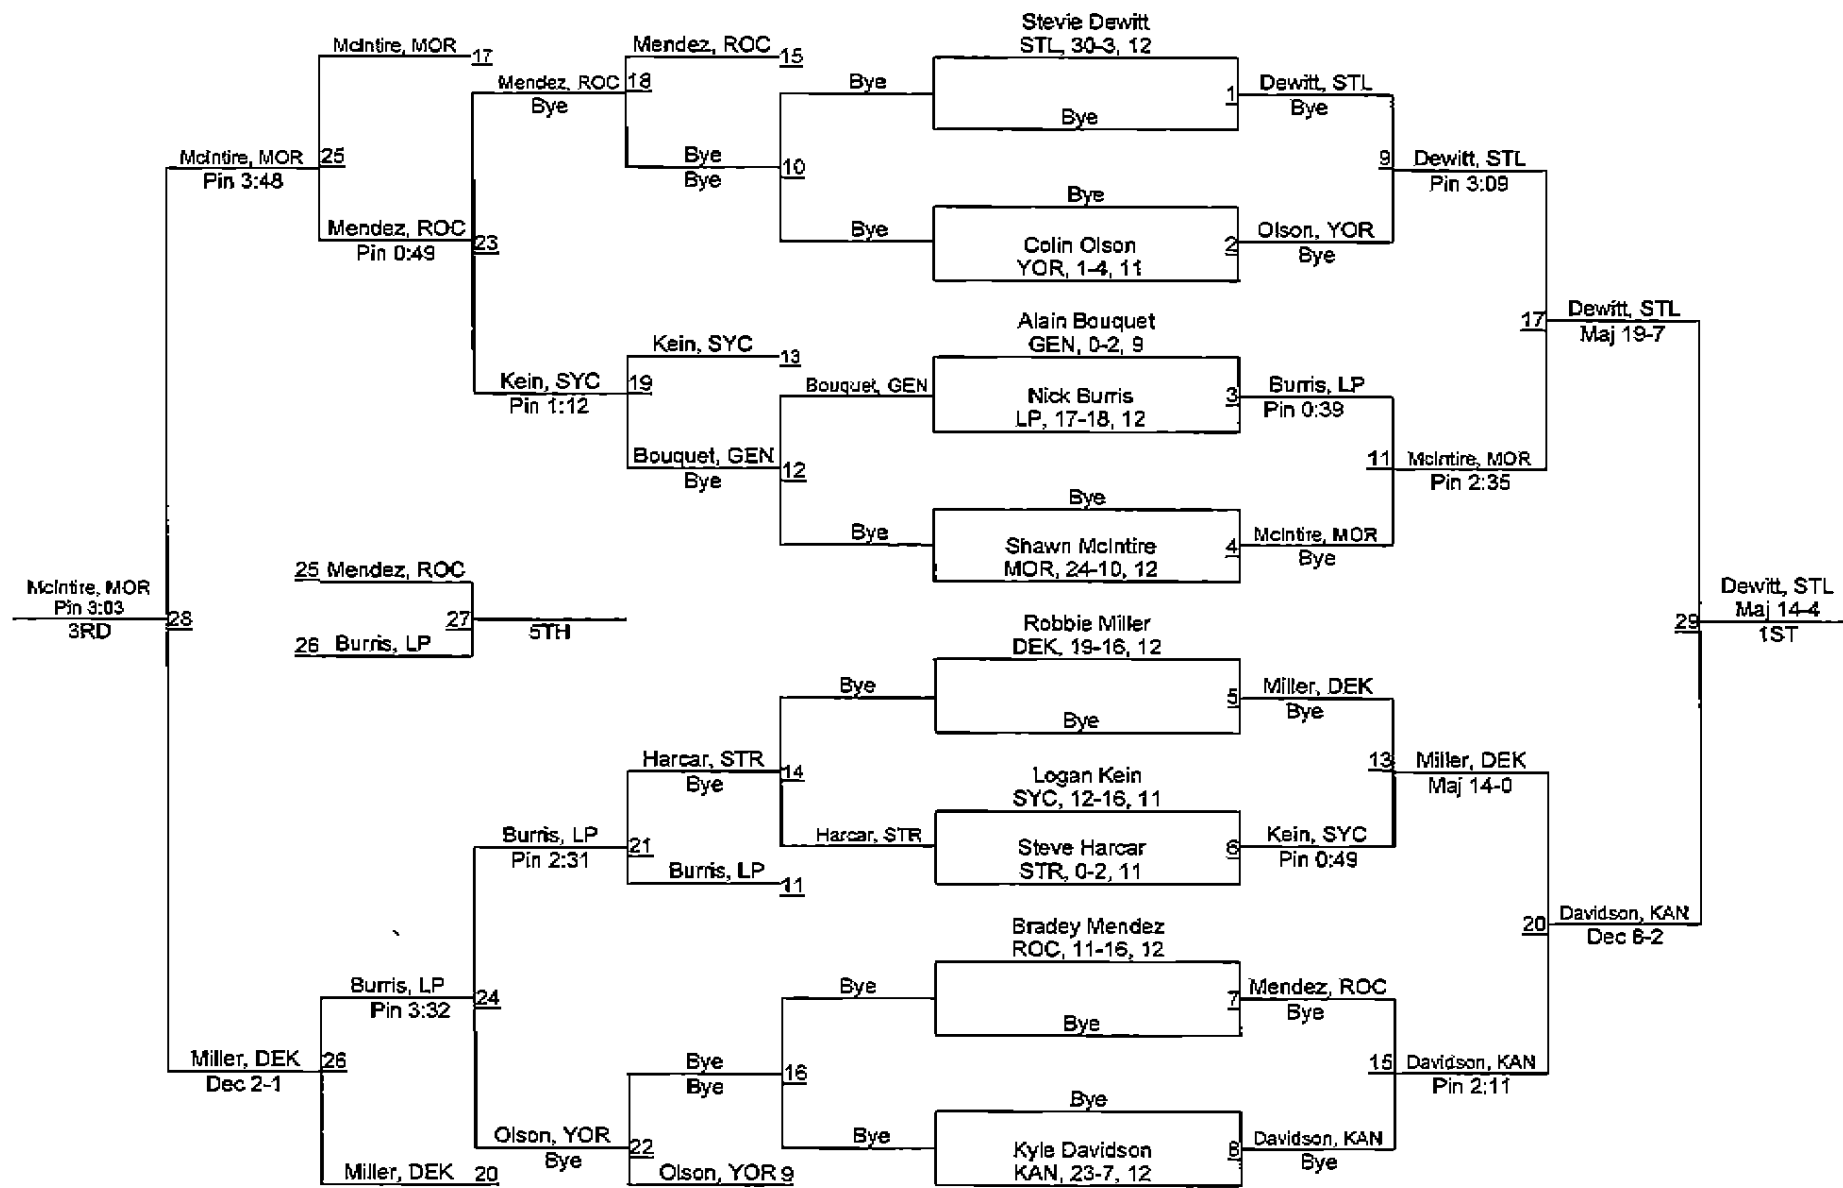 Stevie Dewitt
STL, 30-3, 12
McIntire, MOR
17
Mendez, ROC
15
Mendez, ROC
Bye
18
Bye
Bye
1
Dewitt, STL
Bye
McIntire, MOR
Pin 3:48
25
Bye
Bye
10
9
Dewitt, STL
Pin 3:09
Mendez, ROC
Pin 0:49
23
Bye
Bye
Colin Olson
YOR, 1-4, 11
2
Olson, YOR
Bye
Alain Bouquet
GEN, 0-2, 9
17
Dewitt, STL
Maj 19-7
Kein, SYC
13
Kein, SYC
Pin 1:12
19
Bouquet, GEN
Nick Burris
LP, 17-18, 12
3
Burris, LP
Pin 0:39
Bouquet, GEN
Bye
12
11
McIntire, MOR
Pin 2:35
Bye
Bye
Shawn McIntire
MOR, 24-10, 12
4
McIntire, MOR
Bye
McIntire, MOR
Pin 3:03
3RD
28
25
Mendez, ROC
27
5TH
26
Burris, LP
Dewitt, STL
Maj 14-4
1ST
29
Robbie Miller
DEK, 19-16, 12
Bye
Bye
5
Miller, DEK
Bye
Harcar, STR
Bye
14
Logan Kein
SYC, 12-16, 11
13
Miller, DEK
Maj 14-0
Burris, LP
Pin 2:31
21
Harcar, STR
Steve Harcar
STR, 0-2, 11
6
Kein, SYC
Pin 0:49
Burris, LP
11
Bradey Mendez
ROC, 11-16, 12
20
Davidson, KAN
Dec 6-2
Burris, LP
Pin 3:32
24
Bye
Bye
7
Mendez, ROC
Bye
Miller, DEK
Dec 2-1
26
Bye
Bye
16
15
Davidson, KAN
Pin 2:11
Olson, YOR
Bye
22
Bye
Bye
Kyle Davidson
KAN, 23-7, 12
8
Davidson, KAN
Bye
Miller, DEK
20
Olson, YOR
9